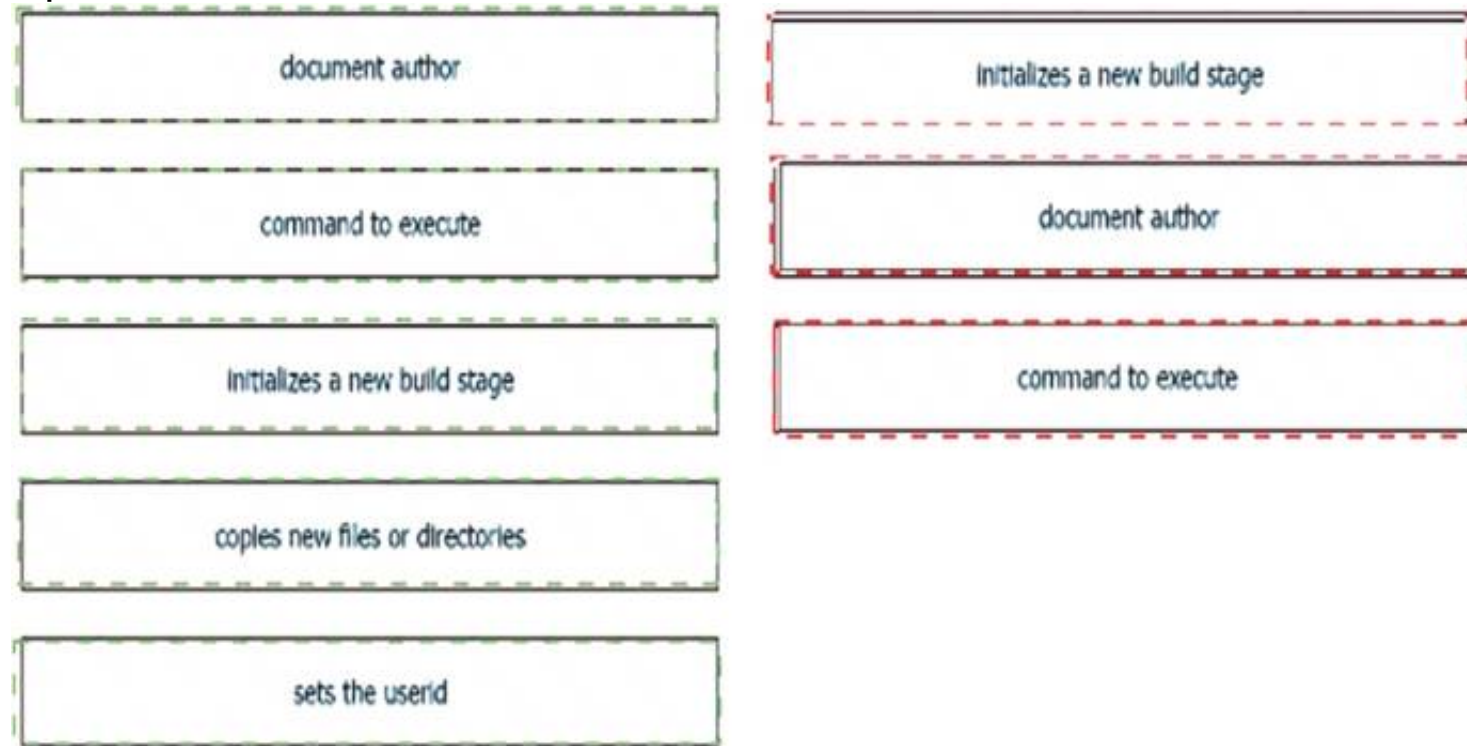 document author
command to execute
initializes a new build stage
copies new files or directories
sets the userid
initializes a new build stage
document author
command to execute